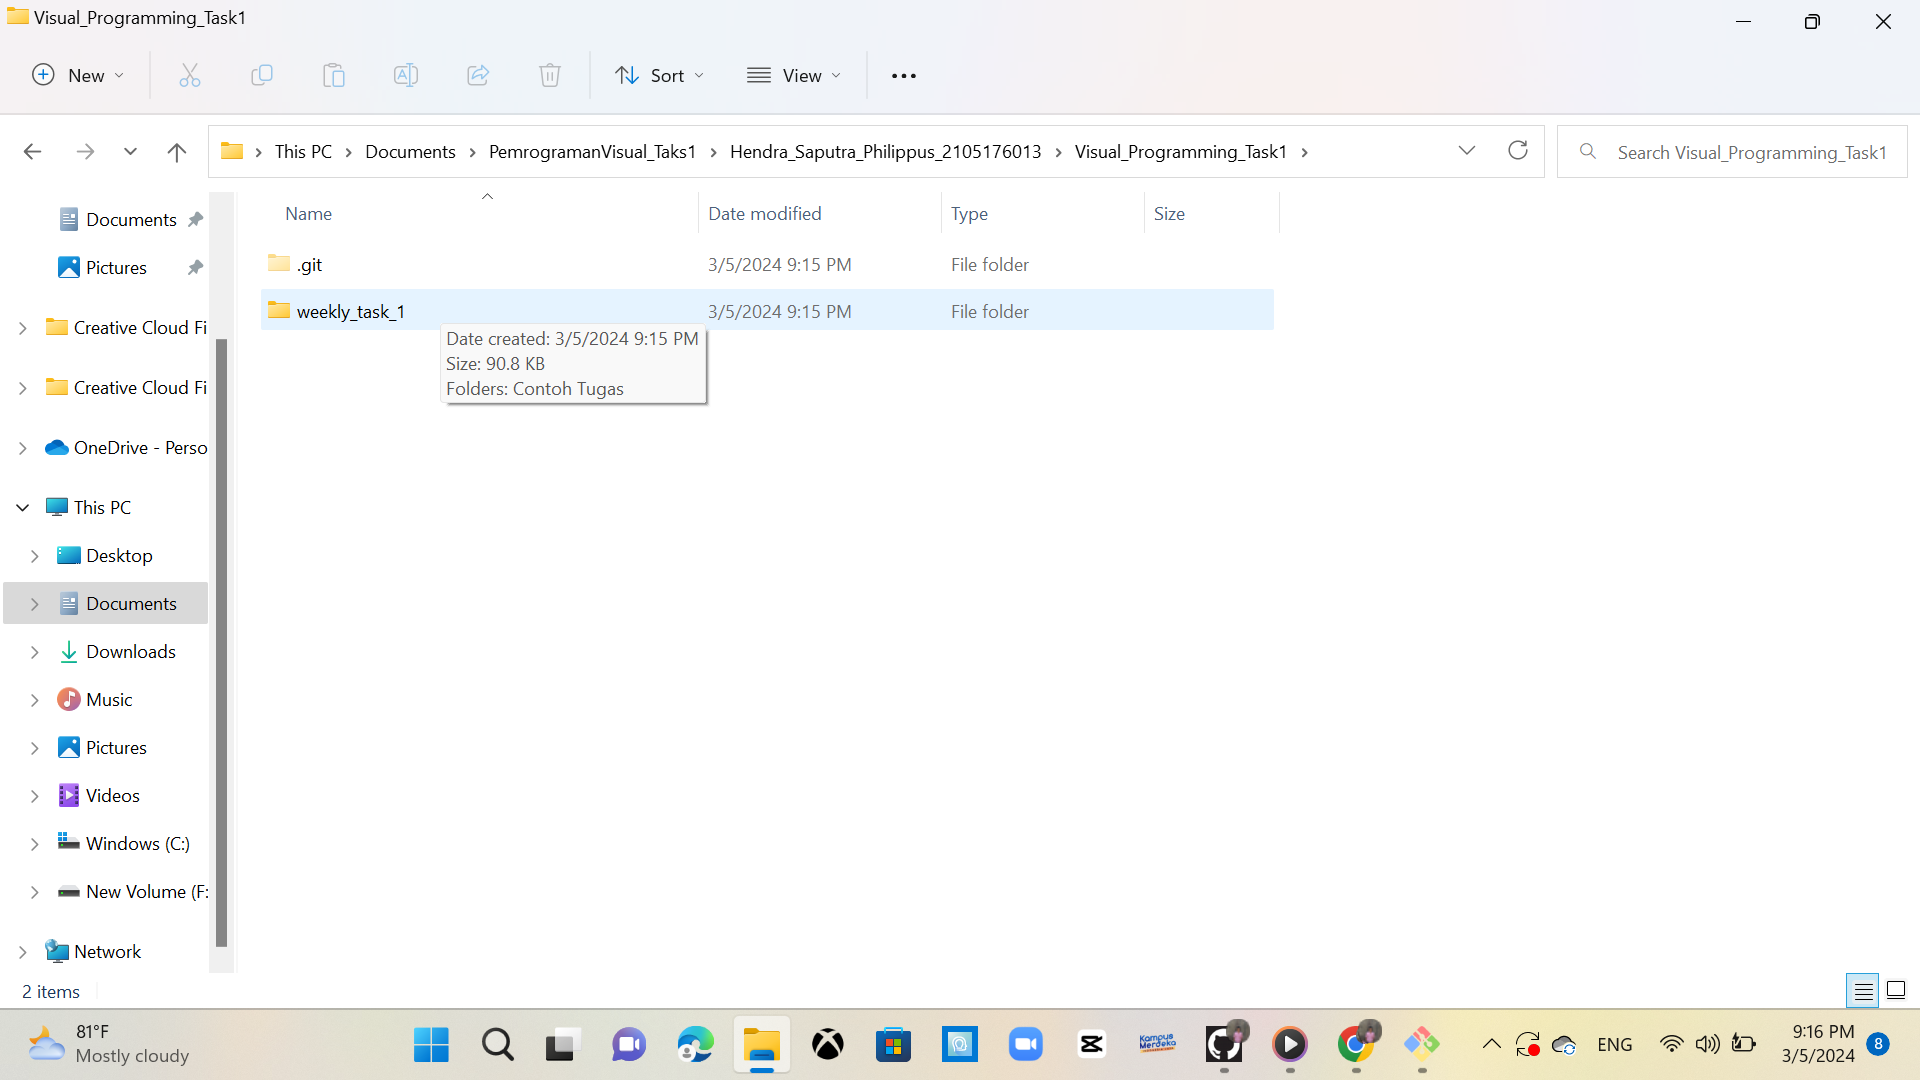 Visual_Programming_Task1
New
Sort
View
This PC
Documents
PemrogramanVisual_Taks1
Hendra_Saputra_Philippus_2105176013
Visual_Programming_Task1
Search Visual_Programming_Task1
Name
Date modified
Type
Size
Documents
Pictures
Creative Cloud Fi
Creative Cloud Fi
OneDrive - Perso
This PC
Desktop
Documents
Downloads
Music
Pictures
Videos
Windows (C:)
New Volume (F:
Network
.git 3/5/2024 9:15 PM File folder
weekly_task_1 3/5/2024 9:15 PM File folder
Date created: 3/5/2024 9:15 PM
Size: 90.8 KB
Folders: Contoh Tugas
2 items
81°F
Mostly cloudy
Kampus
Merdeka
ENG
9:16 PM
3/5/2024
8